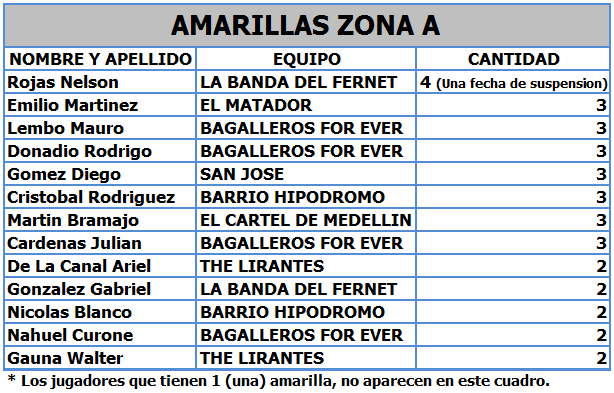 AMARILLAS ZONA A
NOMBRE Y APELLIDO EQUIPO CANTIDAD
Rojas Nelson LA BANDA DEL FERNET 4 (Una fecha de suspension)
Emilio Martinez EL MATADOR 3
Lembo Mauro BAGALLEROS FOR EVER 3
Donadio Rodrigo BAGALLEROS FOR EVER 3
Gomez Diego SAN JOSE 3
Cristobal Rodriguez BARRIO HIPODROMO 3
Martin Bramajo EL CARTEL DE MEDELLIN 3
Cardenas Julian BAGALLEROS FOR EVER 3
De La Canal Ariel THE LIRANTES 2
Gonzalez Gabriel LA BANDA DEL FERNET 2
Nicolas Blanco BARRIO HIPODROMO 2
Nahuel Curone BAGALLEROS FOR EVER 2
Gauna Walter THE LIRANTES 2
* Los jugadores que tienen 1 (una) amarilla, no aparecen en este cuadro.